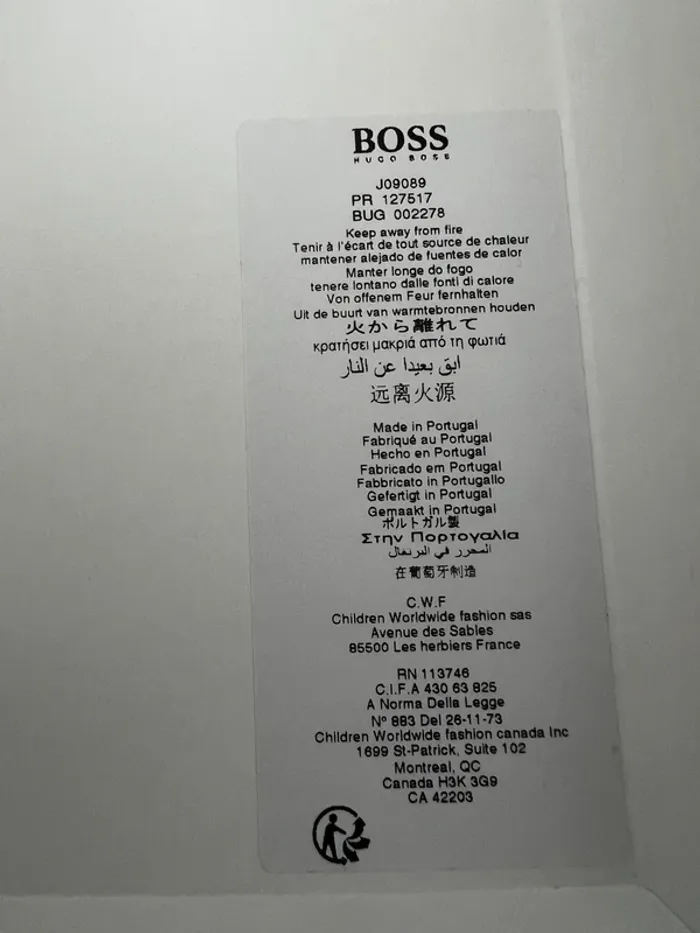 BOSS
HUGO BOSS
J09089
PR 127517
BUG 002278
Keep away from fire
Tenir à l'écart de tout source de chaleur
mantener alejado de fuentes de calor
Manter longe do fogo
tenere lontano dalle fonti di calore
Von offenem Feur fernhalten
Uit de buurt van warmtebronnen houden
火から離れて
κρατήσει μακριά από τη φωτιά
ابق بعيدا عن النار
远离火源
Made in Portugal
Fabriqué au Portugal
Hecho en Portugal
Fabricado em Portugal
Fabbricato in Portugallo
Gefertigt in Portugal
Gemaakt in Portugal
ポルトガル製
Στην Πορτογαλία
المحرر في البرتغال
在葡萄牙制造
C.W.F
Children Worldwide fashion sas
Avenue des Sables
85500 Les herbiers France
RN 113746
C.I.F.A 430 63 825
A Norma Della Legge
Nº 883 Del 26-11-73
Children Worldwide fashion canada Inc
1699 St-Patrick, Suite 102
Montreal, QC
Canada H3K 3G9
CA 42203